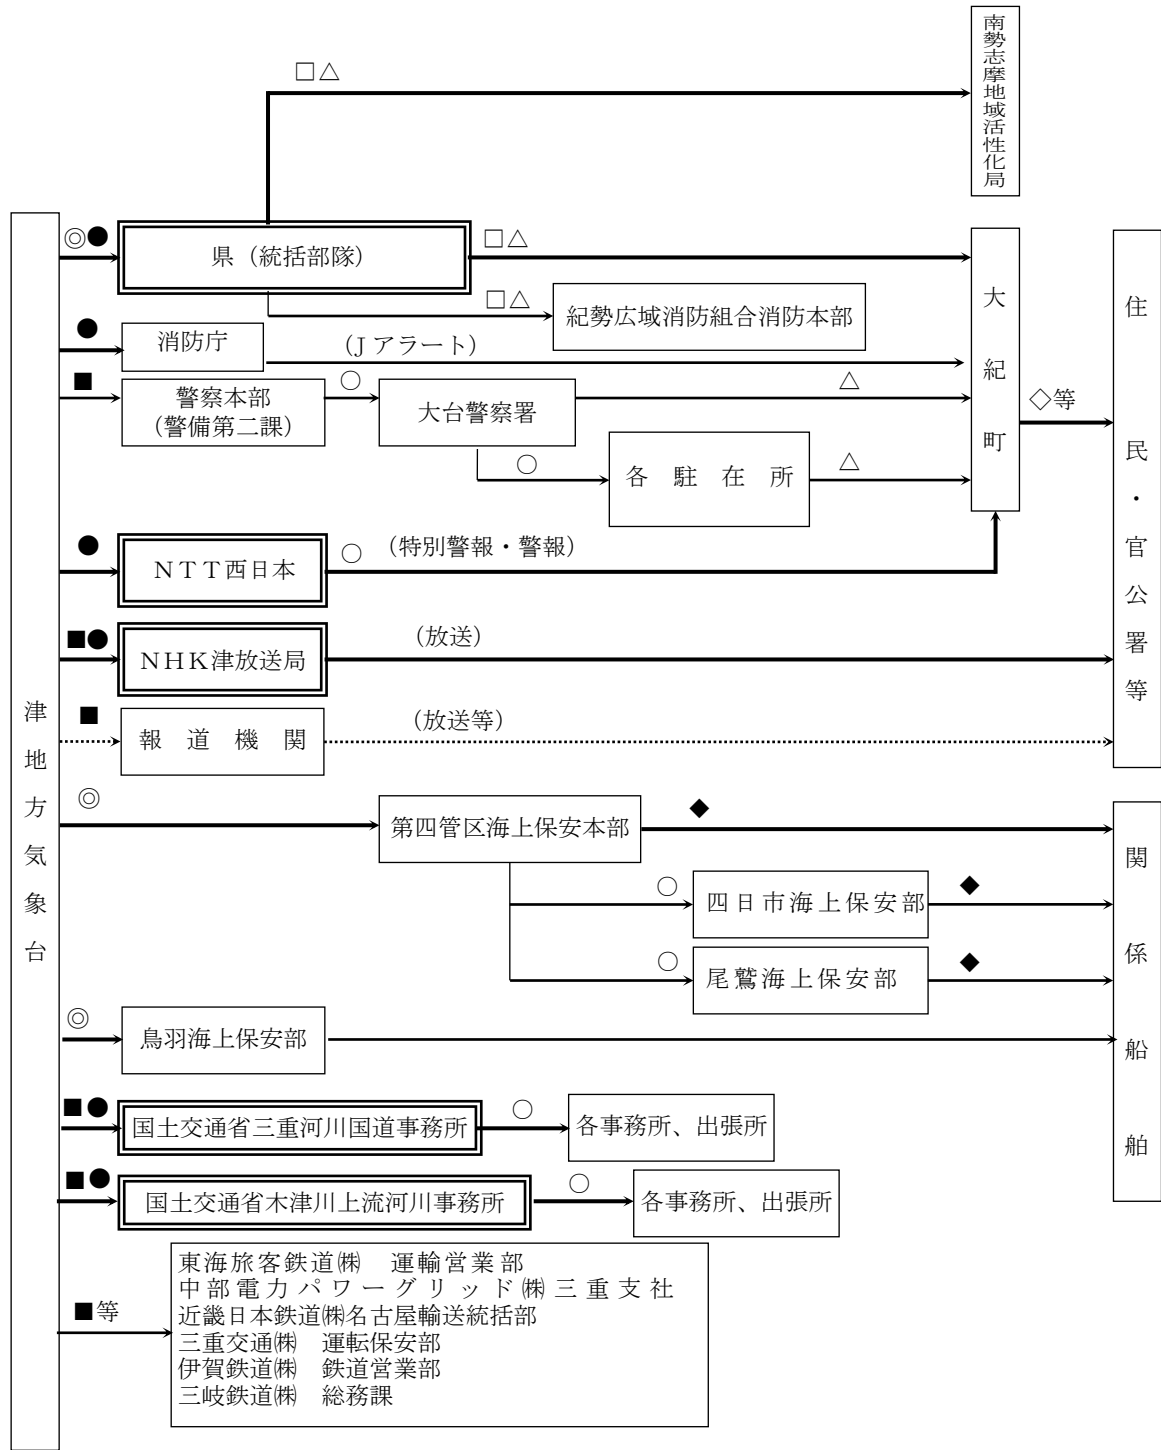 南勢志摩地域活性化局
□△
◎●
県（統括部隊）
□△
□△
紀勢広域消防組合消防本部
●
消防庁
（Jアラート）
■
警察本部
（警備第二課）
○
大台警察署
△
○
各　駐　在　所
△
大紀町
◇等
住民・官公署等
●
ＮＴＴ西日本
○
（特別警報・警報）
■●
ＮＨＫ津放送局
（放送）
津地方気象台
■
報　道　機　関
（放送等）
◎
第四管区海上保安本部
◆
関係船舶
○
四日市海上保安部
◆
○
尾鷲海上保安部
◆
◎
鳥羽海上保安部
■●
国土交通省三重河川国道事務所
○
各事務所、出張所
■●
国土交通省木津川上流河川事務所
○
各事務所、出張所
■等
東海旅客鉄道㈱　運輸営業部
中部電力パワーグリッド㈱三重支社
近畿日本鉄道㈱名古屋輸送統括部
三重交通㈱　運転保安部
伊賀鉄道㈱　鉄道営業部
三岐鉄道㈱　総務課